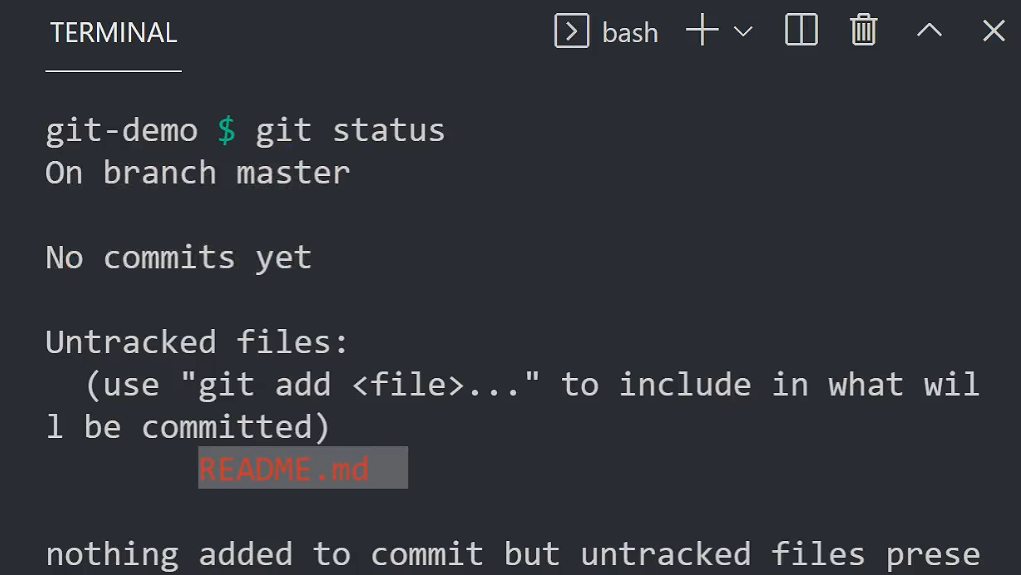 TERMINAL
bash
git-demo $ git status
On branch master
No commits yet
Untracked files:
(use "git add <file>..." to include in what wil
l be committed)
README.md
nothing added to commit but untracked files prese